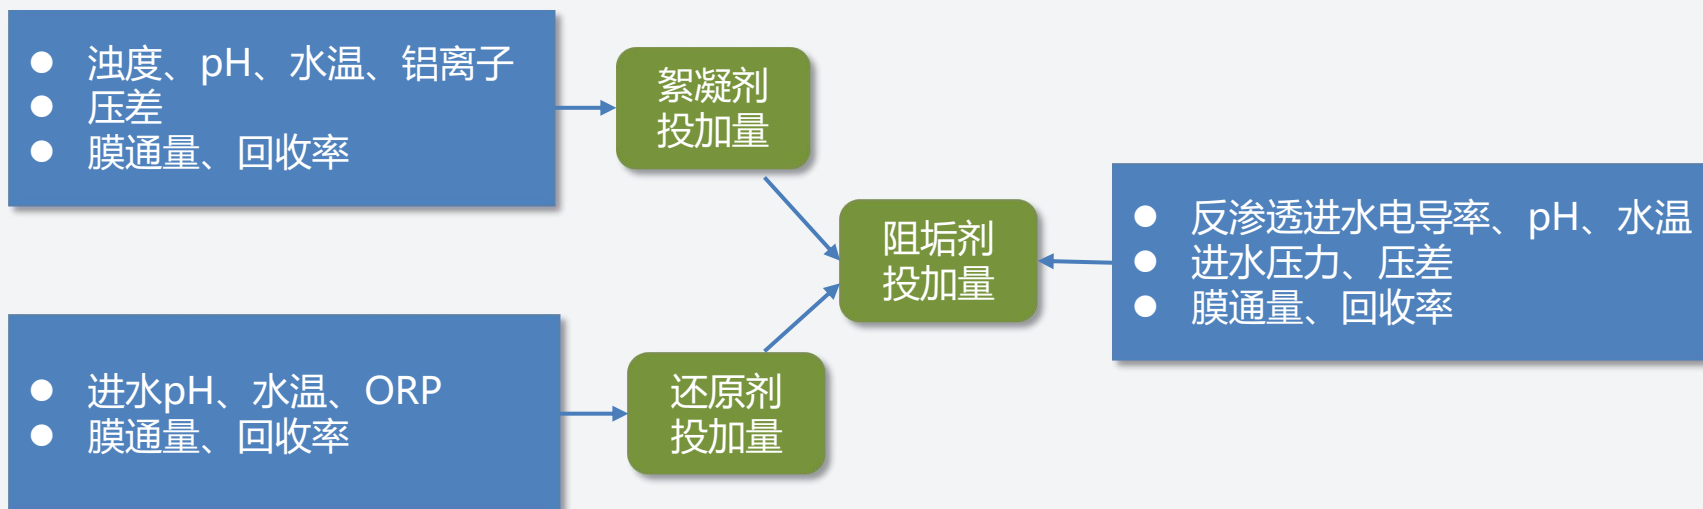 ● 浊度、pH、水温、铝离子
● 压差
● 膜通量、回收率
絮凝剂
投加量
● 进水pH、水温、ORP
● 膜通量、回收率
还原剂
投加量
阻垢剂
投加量
● 反渗透进水电导率、pH、水温
● 进水压力、压差
● 膜通量、回收率